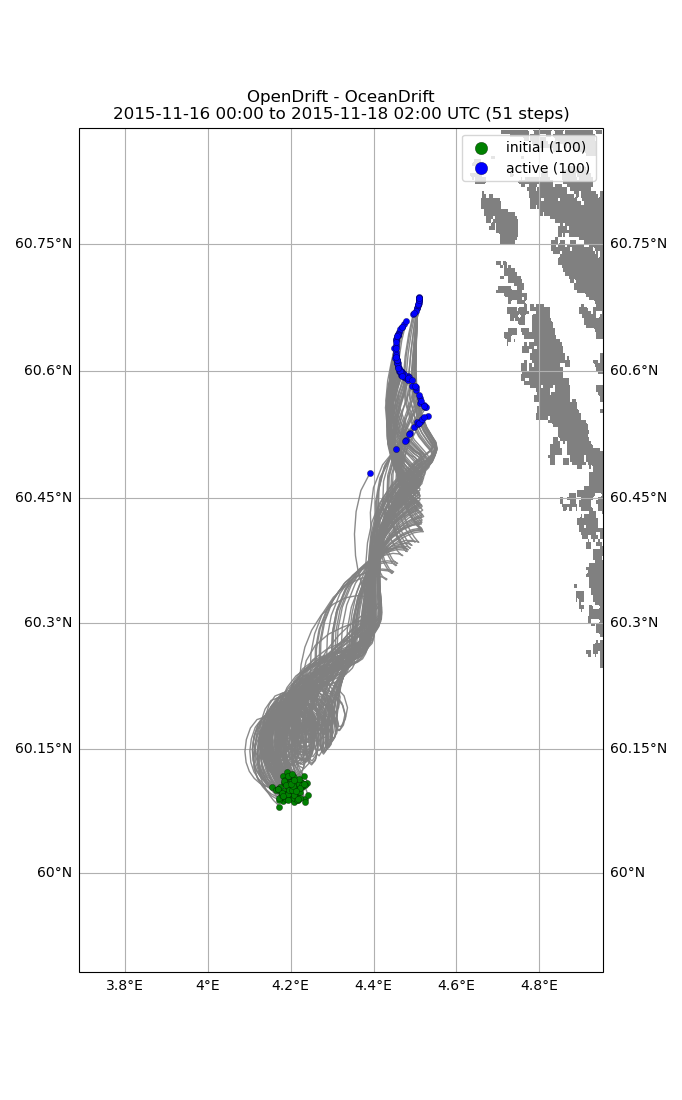 OpenDrift - OceanDrift
2015-11-16 00:00 to 2015-11-18 02:00 UTC (51 steps)
initial (100)
active (100)
60.75°N 60.75°N
60.6°N 60.6°N
60.45°N 60.45°N
60.3°N 60.3°N
60.15°N 60.15°N
60°N 60°N
3.8°E 4°E 4.2°E 4.4°E 4.6°E 4.8°E